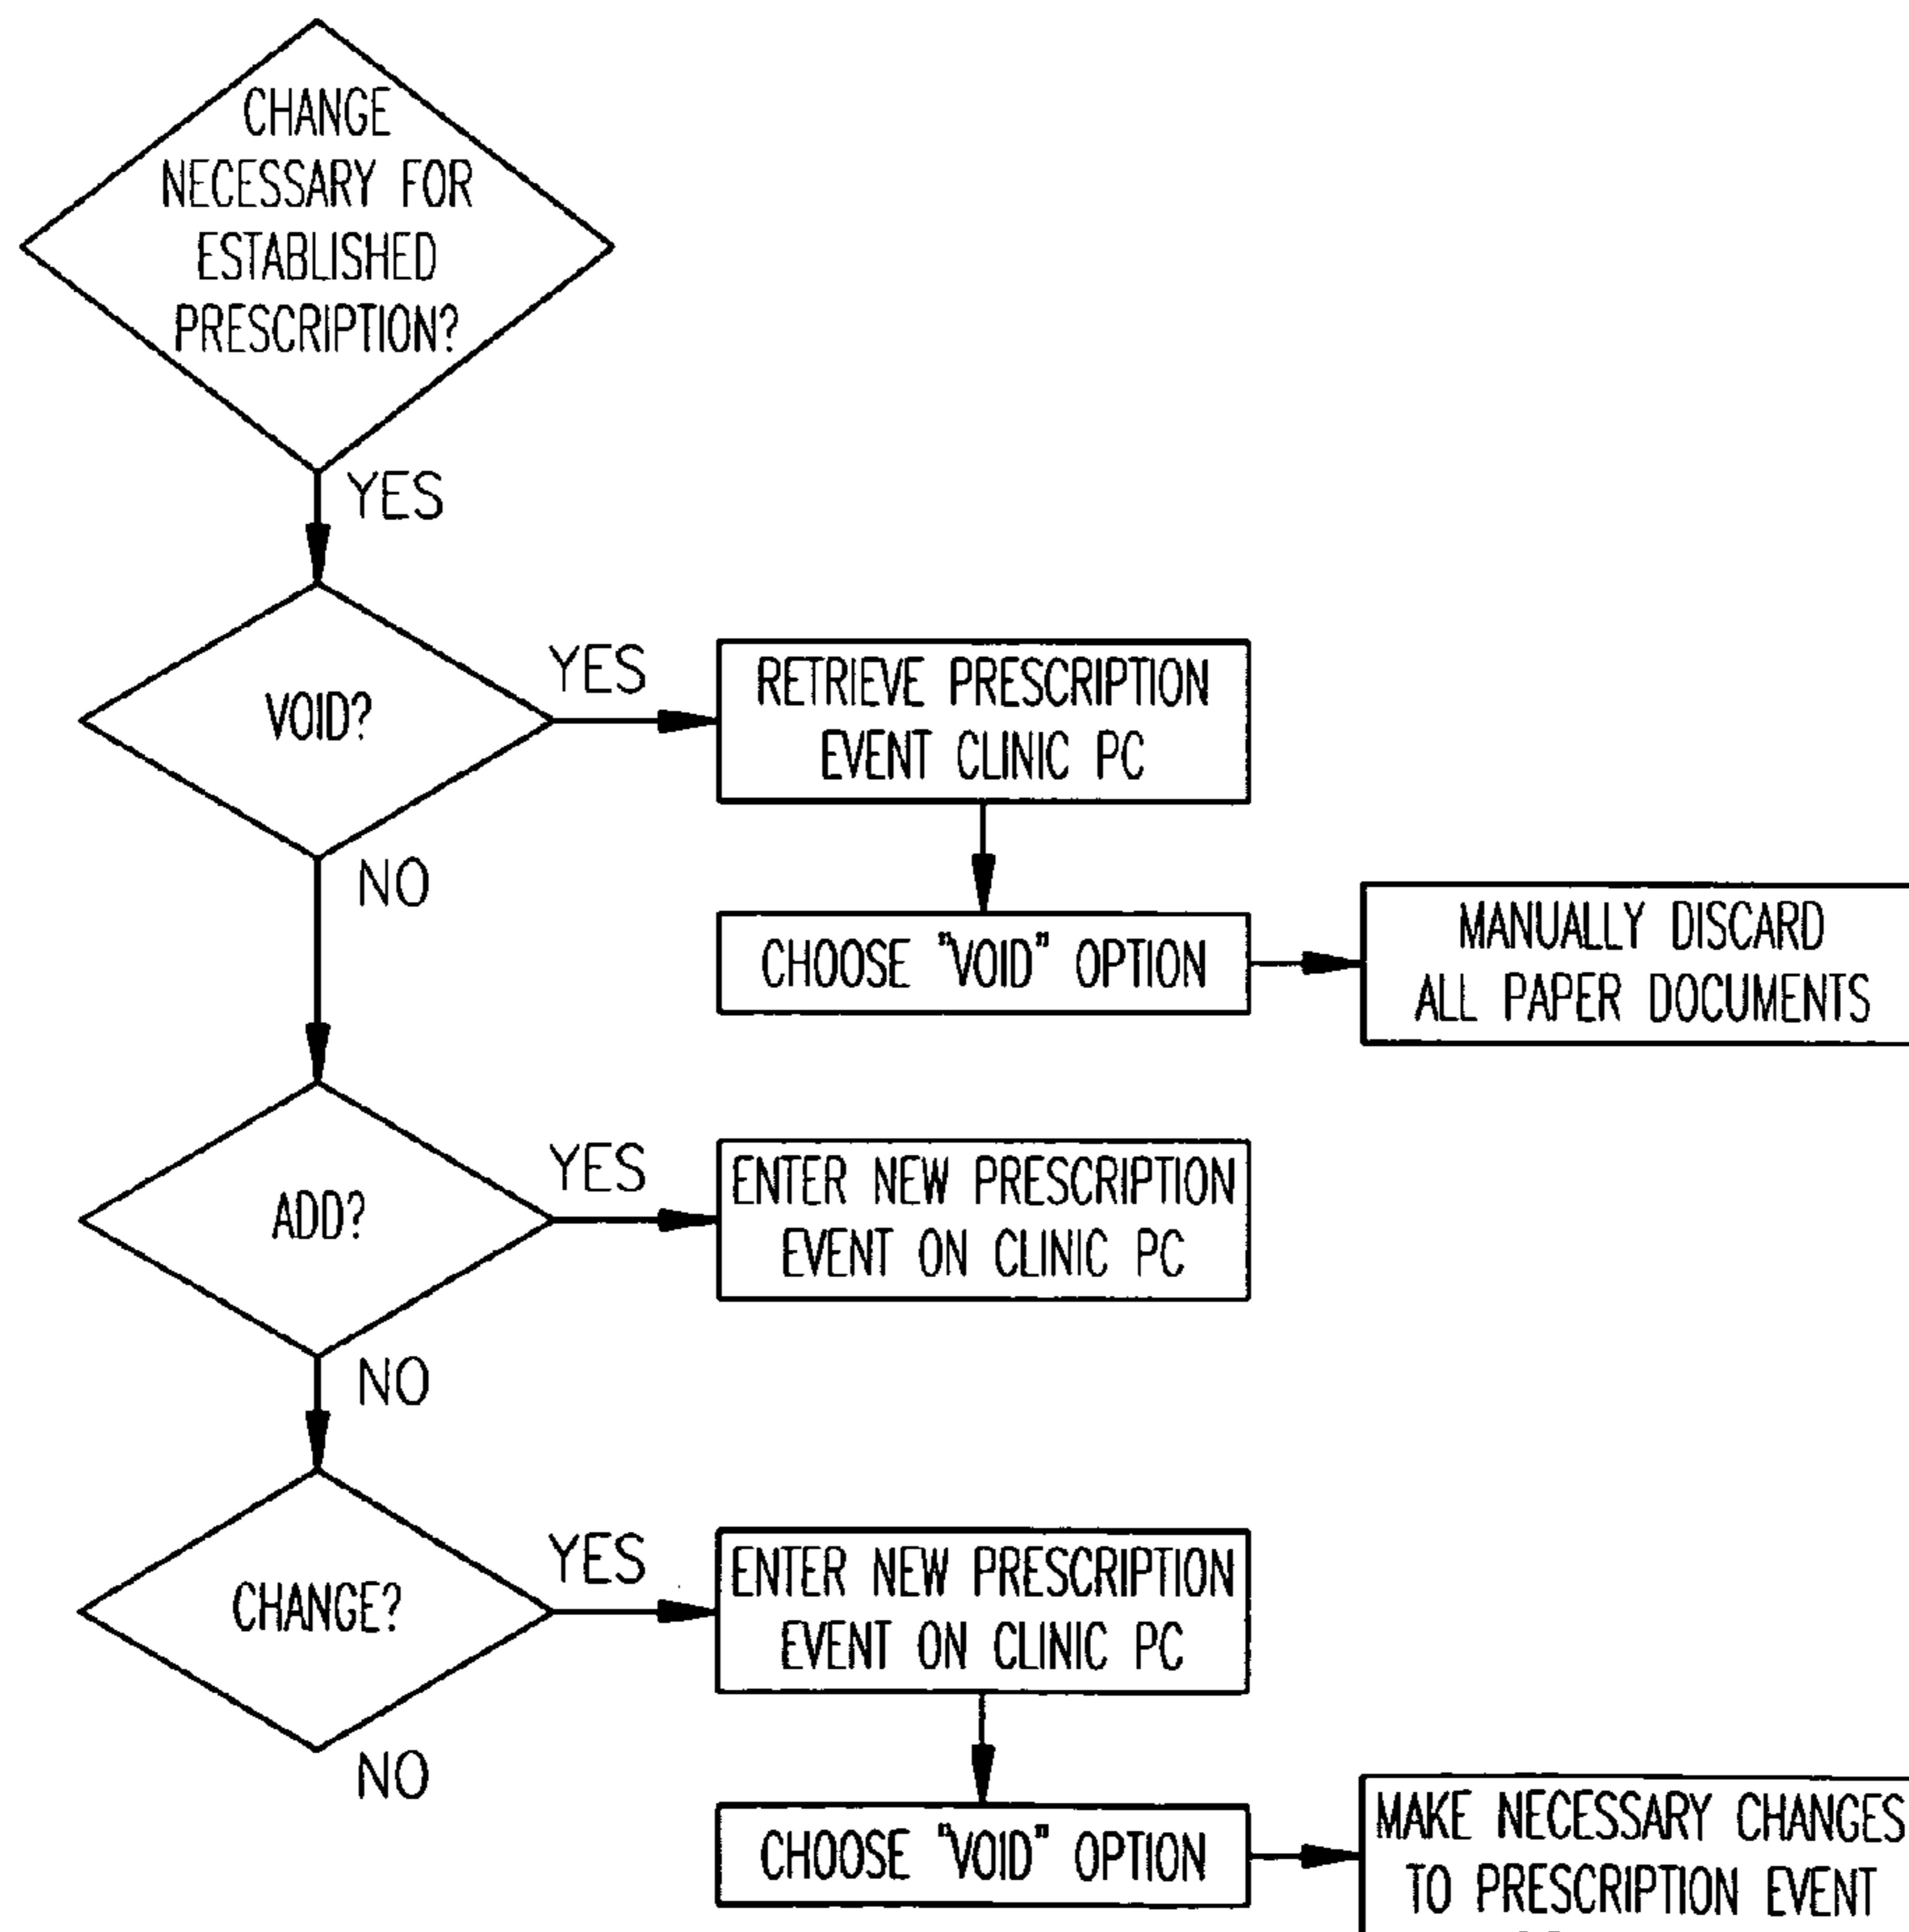 CHANGE
NECESSARY FOR
ESTABLISHED
PRESCRIPTION?
YES
VOID?
YES
RETRIEVE PRESCRIPTION
EVENT CLINIC PC
NO
CHOOSE "VOID" OPTION
MANUALLY DISCARD
ALL PAPER DOCUMENTS
ADD?
YES
ENTER NEW PRESCRIPTION
EVENT ON CLINIC PC
NO
CHANGE?
YES
ENTER NEW PRESCRIPTION
EVENT ON CLINIC PC
NO
CHOOSE "VOID" OPTION
MAKE NECESSARY CHANGES
TO PRESCRIPTION EVENT